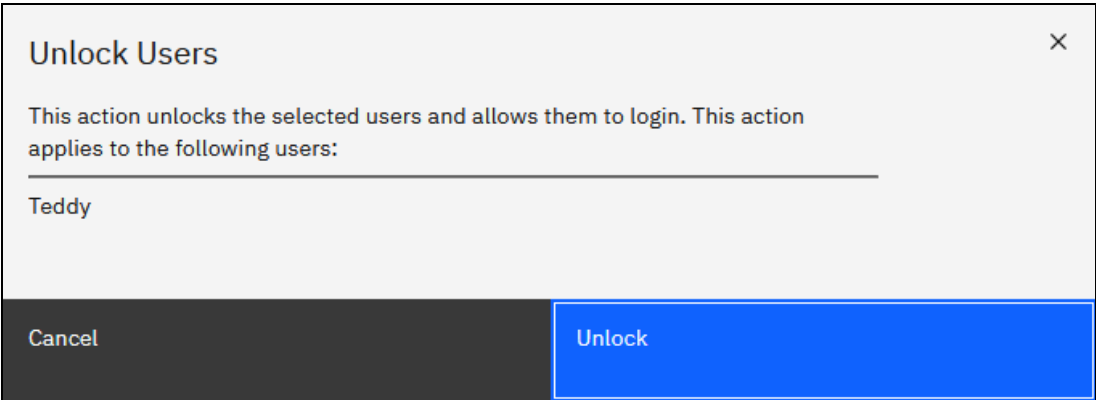 Unlock Users
This action unlocks the selected users and allows them to login. This action
applies to the following users:
Teddy
Cancel
Unlock